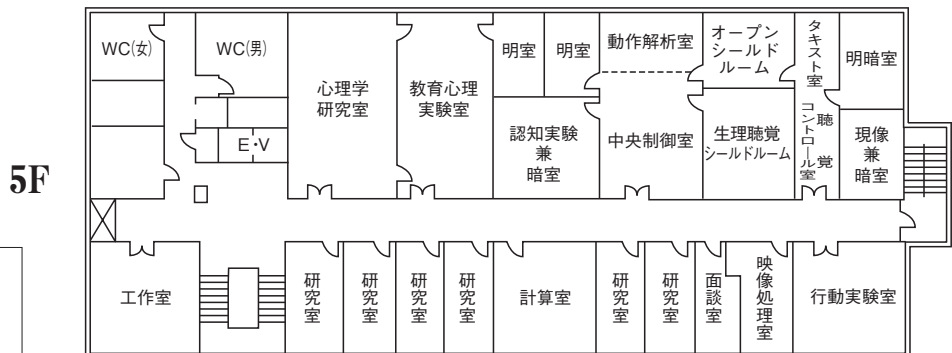 5F
WC(女)
WC(男)
E・V
心理学
研究室
教育心理
実験室
明室
明室
認知実験
兼
暗室
動作解析室
中央制御室
オープン
シールド
ルーム
生理聴覚
シールドルーム
タキスト室
聴覚
コントロール室
明暗室
現像
兼
暗室
工作室
研究室
研究室
研究室
研究室
計算室
研究室
研究室
面談室
映像処理室
行動実験室